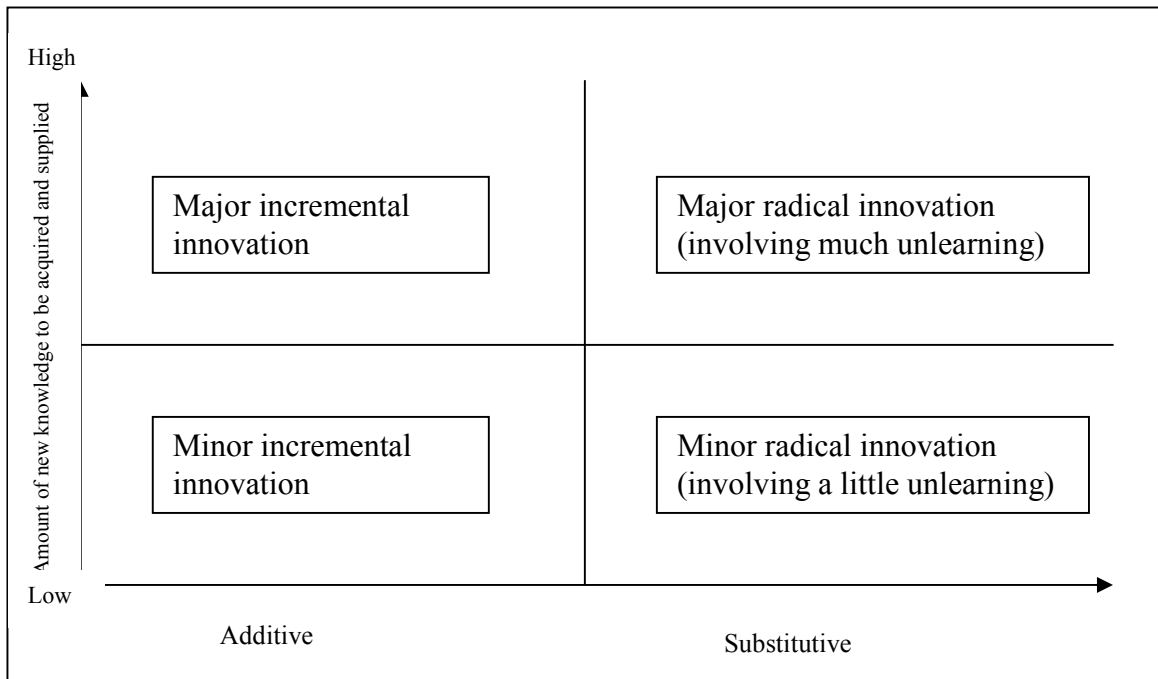 High
Amount of new knowledge to be acquired and supplied
Major incremental
innovation
Major radical innovation
(involving much unlearning)
Minor incremental
innovation
Minor radical innovation
(involving a little unlearning)
Low
Additive
Substitutive